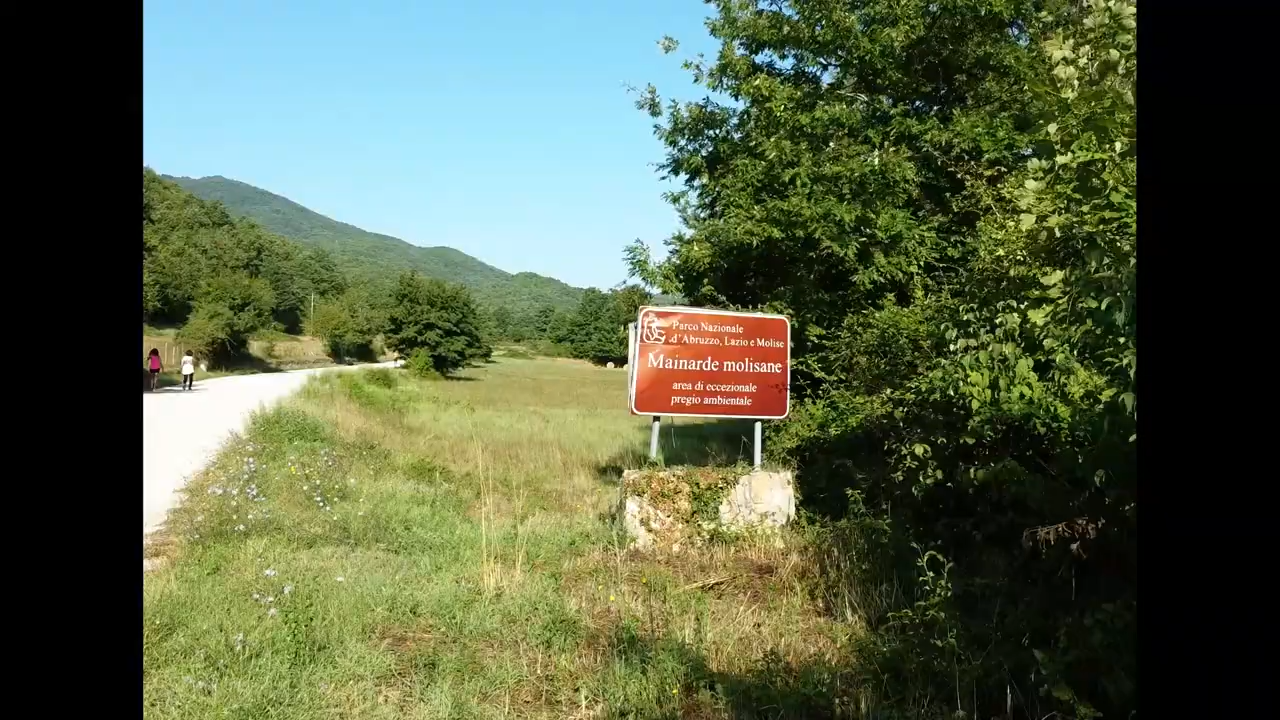 Parco Nazionale
d'Abruzzo, Lazio e Molise
Mainarde molisane
area di eccezionale
pregio ambientale